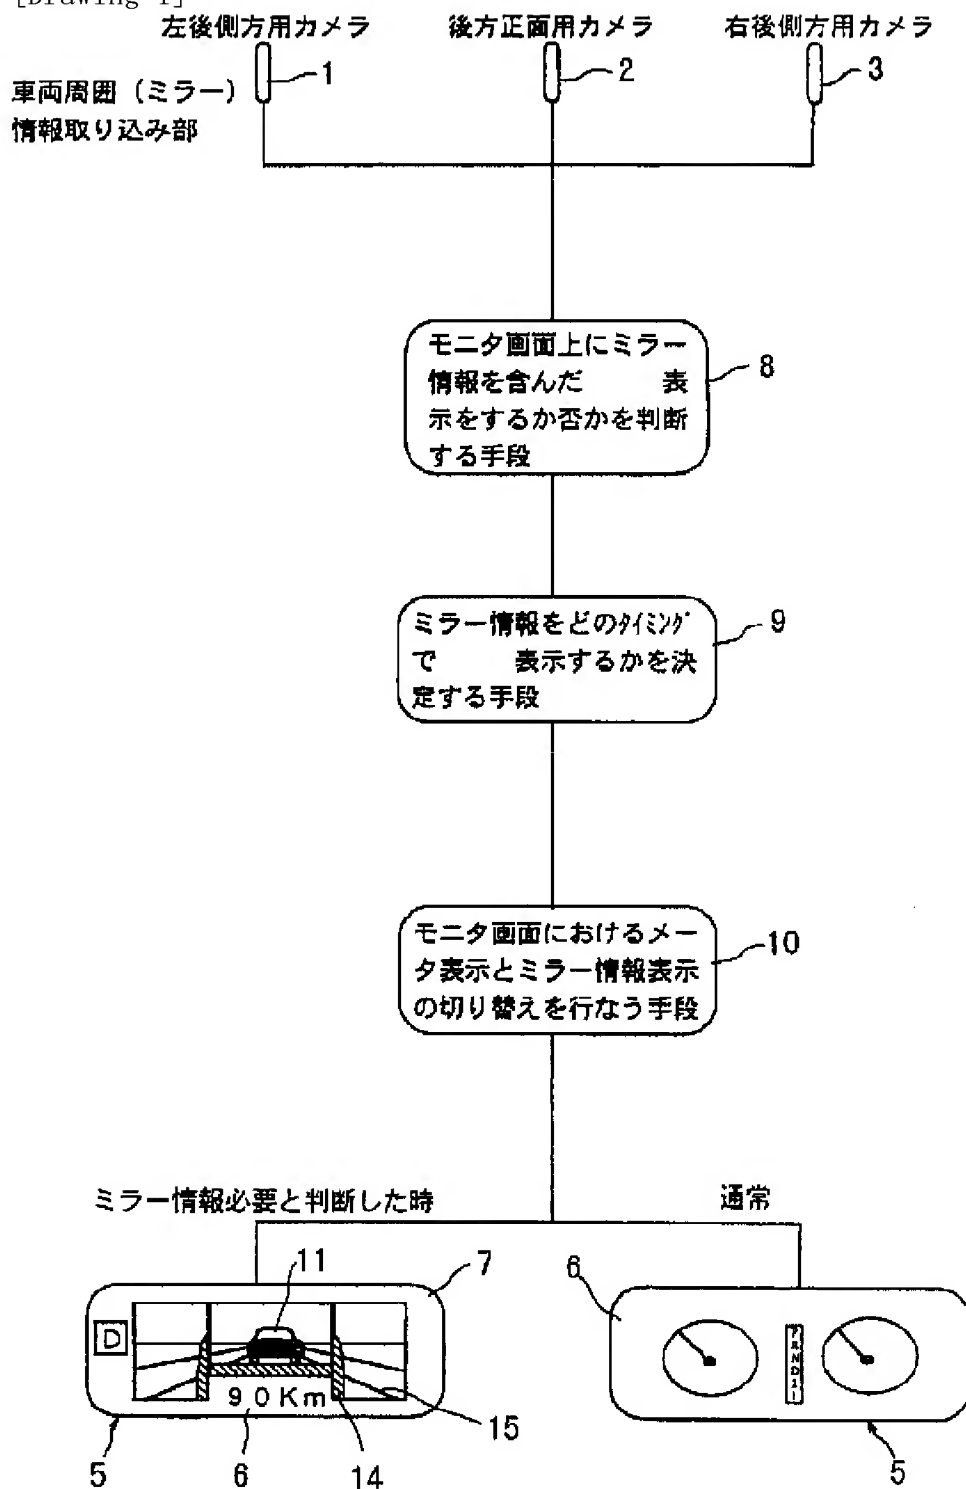 [Drawing 1]
左後側方用カメラ
後方正面用カメラ
右後側方用カメラ
1
2
3
車両周囲（ミラー）
情報取り込み部
モニタ画面上にミラー
情報を含んだ　　　表
示をするか否かを判断
する手段
8
ミラー情報をどのﾀｲﾐﾝｸﾞ
で　　　表示するかを決
定する手段
9
モニタ画面におけるメー
タ表示とミラー情報表示
の切り替えを行なう手段
10
ミラー情報必要と判断した時
通常
11
7
6
D
90Km
15
5
6
14
5